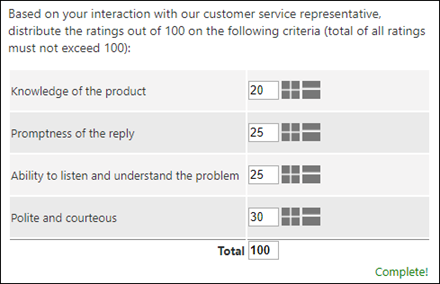 Based on your interaction with our customer service representative,
distribute the ratings out of 100 on the following criteria (total of all ratings
must not exceed 100):
Knowledge of the product 20
Promptness of the reply 25
Ability to listen and understand the problem 25
Polite and courteous 30
Total 100
Complete!